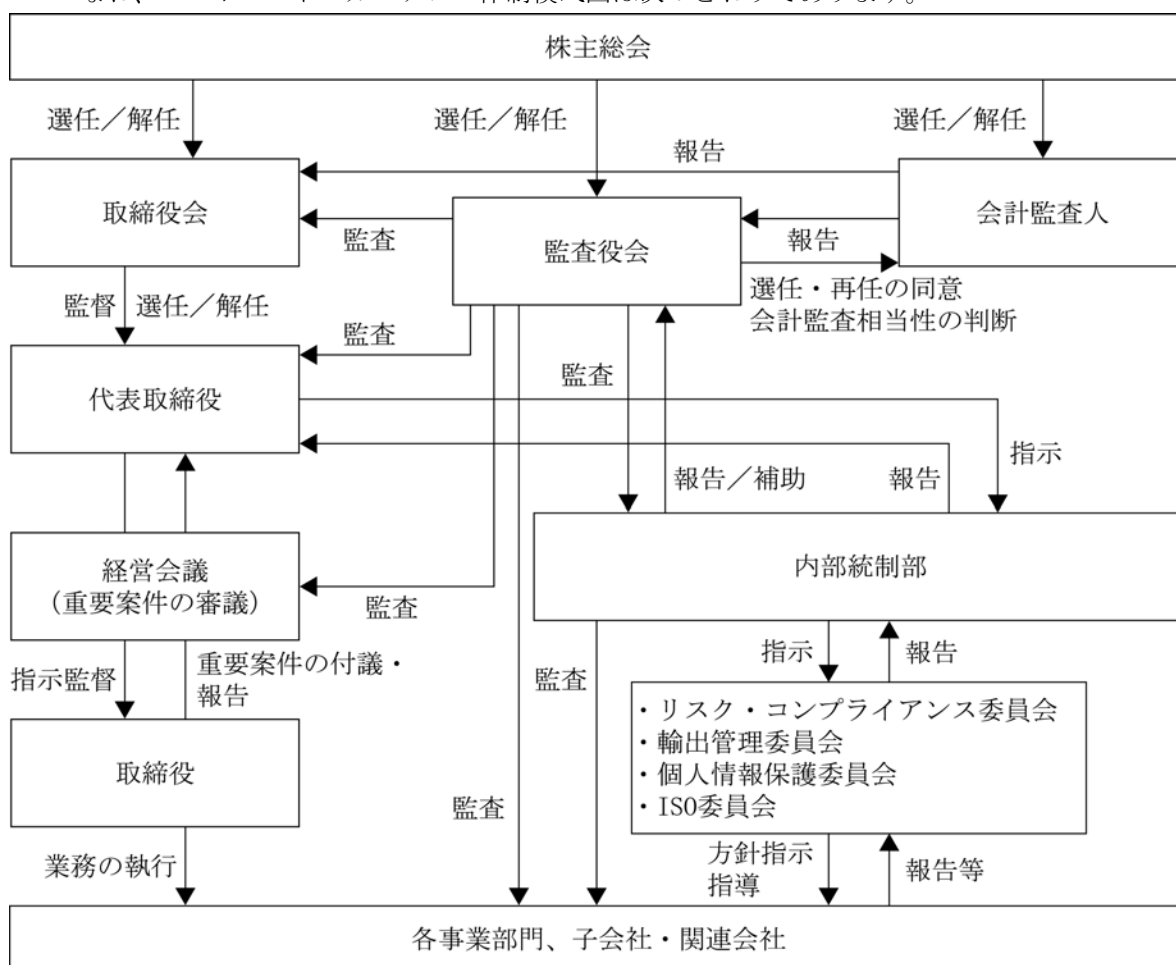 株主総会
選任／解任
選任／解任
選任／解任
報告
取締役会
監査役会
会計監査人
監査
報告
選任・再任の同意
会計監査相当性の判断
監督
選任／解任
監査
代表取締役
監査
指示
報告／補助
報告
経営会議
（重要案件の審議）
内部統制部
監査
指示監督
重要案件の付議・
報告
監査
指示
報告
・リスク・コンプライアンス委員会
・輸出管理委員会
・個人情報保護委員会
・ISO委員会
取締役
監査
業務の執行
方針指示
指導
報告等
各事業部門、子会社・関連会社